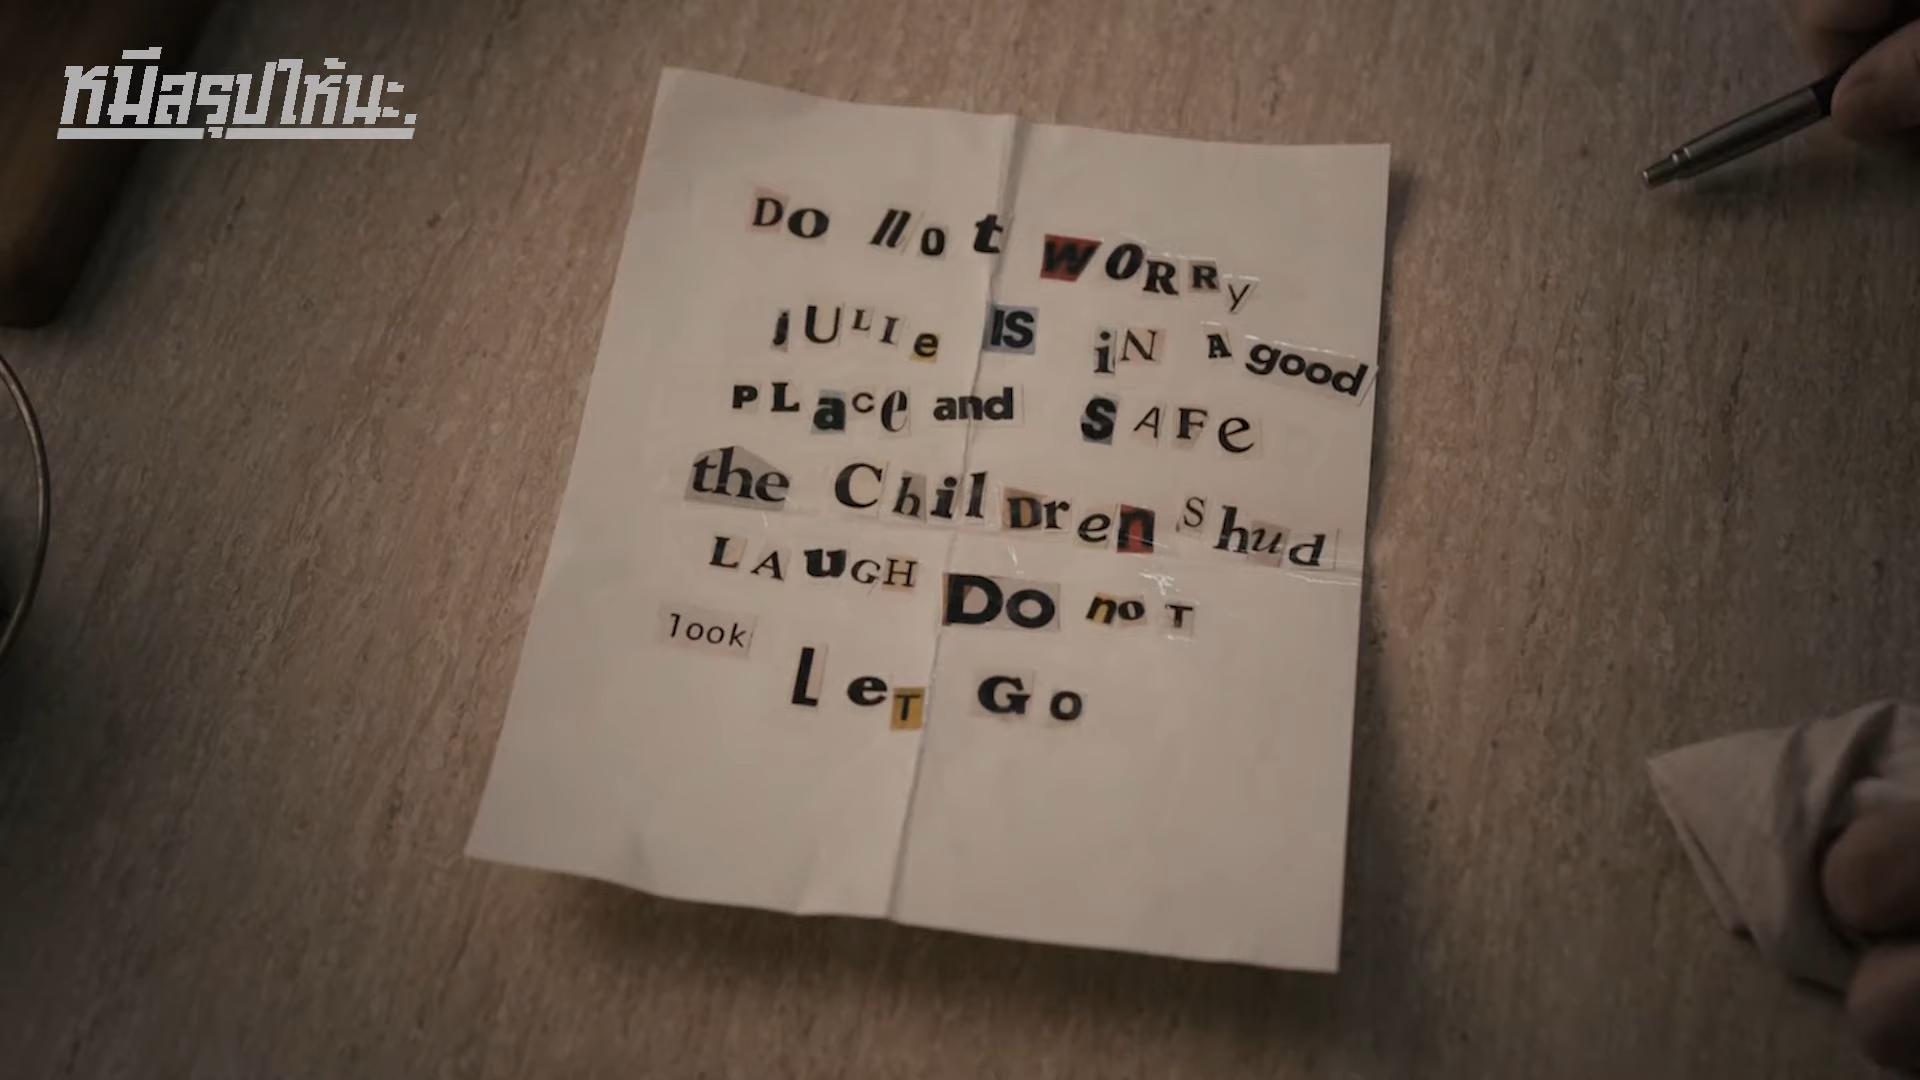 หมีสรุปให้นะ.
Do not worRy
jULIe IS iN A good
PLace and SAFe
the ChilDren Shud
LAuGH Do noT
look
LeT Go